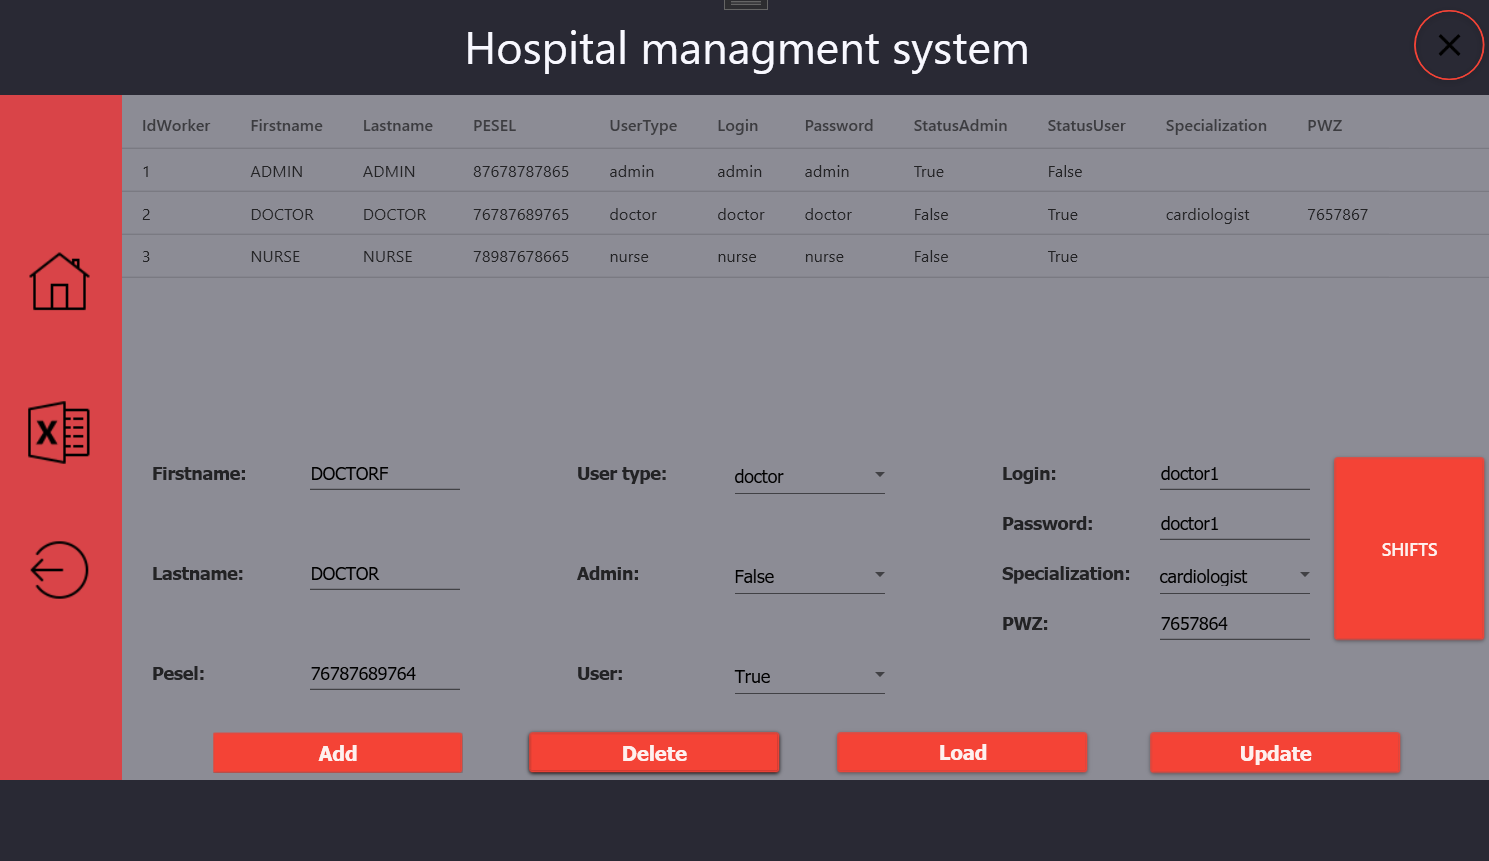 Hospital managment system
IdWorker Firstname Lastname PESEL UserType Login Password StatusAdmin StatusUser Specialization PWZ
1 ADMIN ADMIN 87678787865 admin admin admin True False
2 DOCTOR DOCTOR 76787689765 doctor doctor doctor False True cardiologist 7657867
3 NURSE NURSE 78987678665 nurse nurse nurse False True
X
Firstname: DOCTORF User type: doctor Login: doctor1
Password: doctor1
SHIFTS
Lastname: DOCTOR Admin: False Specialization: cardiologist
PWZ: 7657864
Pesel: 76787689764 User: True
Add Delete Load Update